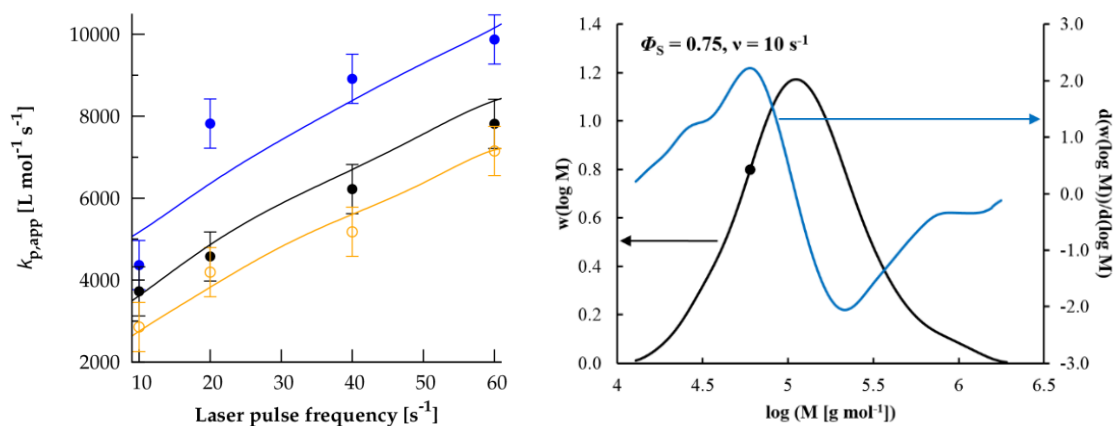 10000
8000
6000
4000
2000
k_p,app [L mol⁻¹ s⁻¹]
10 20 30 40 50 60
Laser pulse frequency [s⁻¹]
Φ_S = 0.75, ν = 10 s⁻¹
1.4
1.2
1.0
0.8
0.6
0.4
0.2
0.0
w(log M)
3.0
2.0
1.0
0.0
-1.0
-2.0
-3.0
d(w(log M))/d(log M)
4 4.5 5 5.5 6 6.5
log (M [g mol⁻¹])